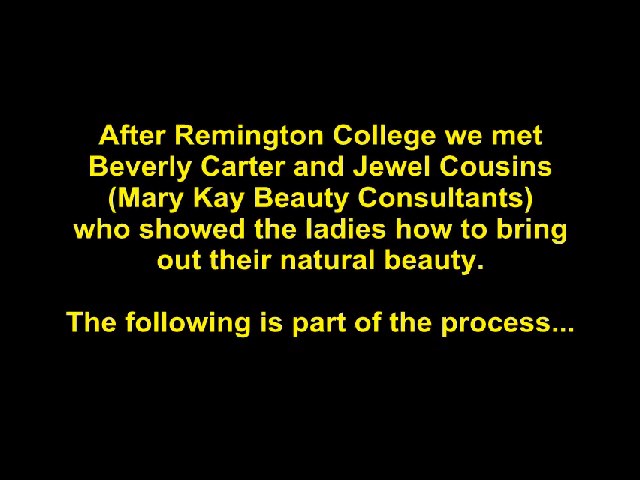 After Remington College we met
Beverly Carter and Jewel Cousins
(Mary Kay Beauty Consultants)
who showed the ladies how to bring
out their natural beauty.
The following is part of the process...